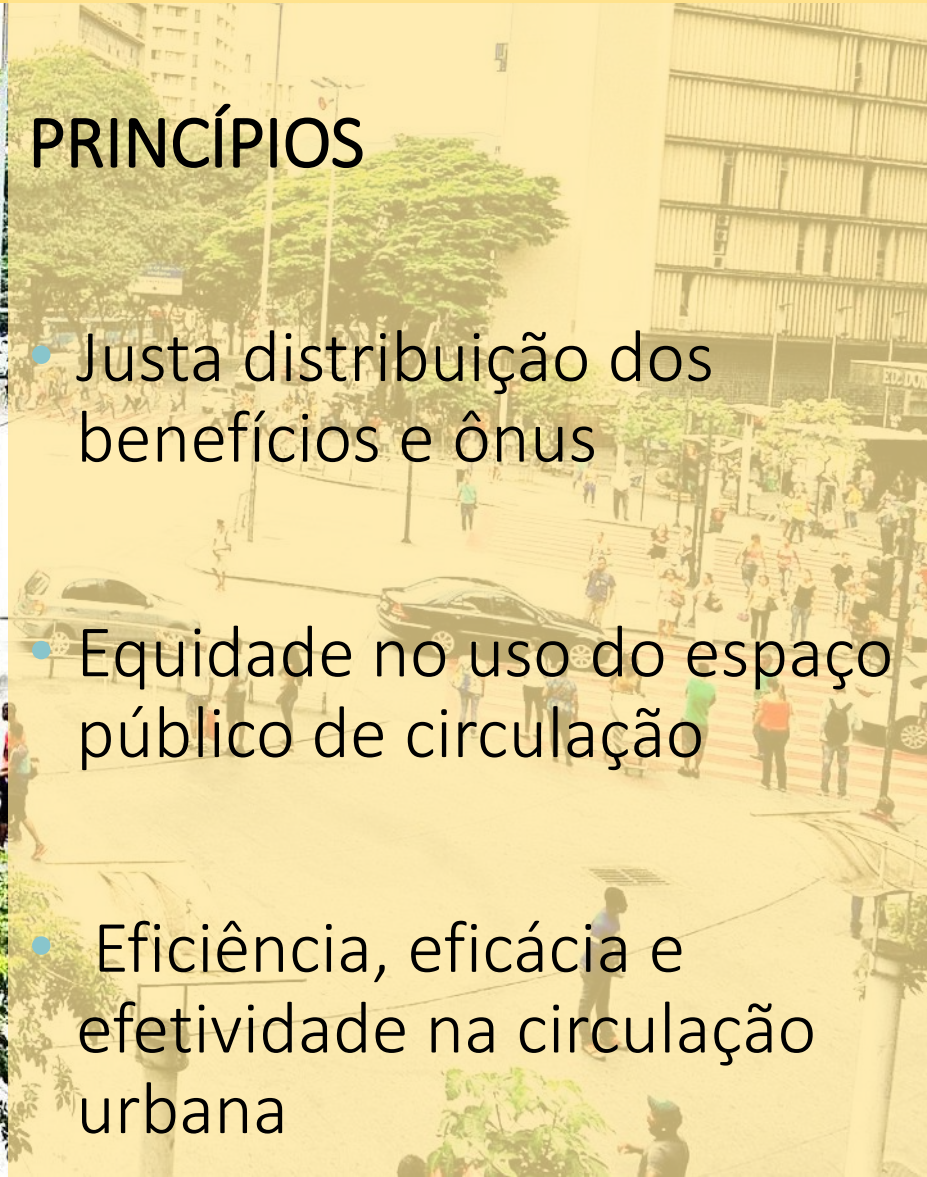 PRINCÍPIOS
• Justa distribuição dos
benefícios e ônus
• Equidade no uso do espaço
público de circulação
• Eficiência, eficácia e
efetividade na circulação
urbana